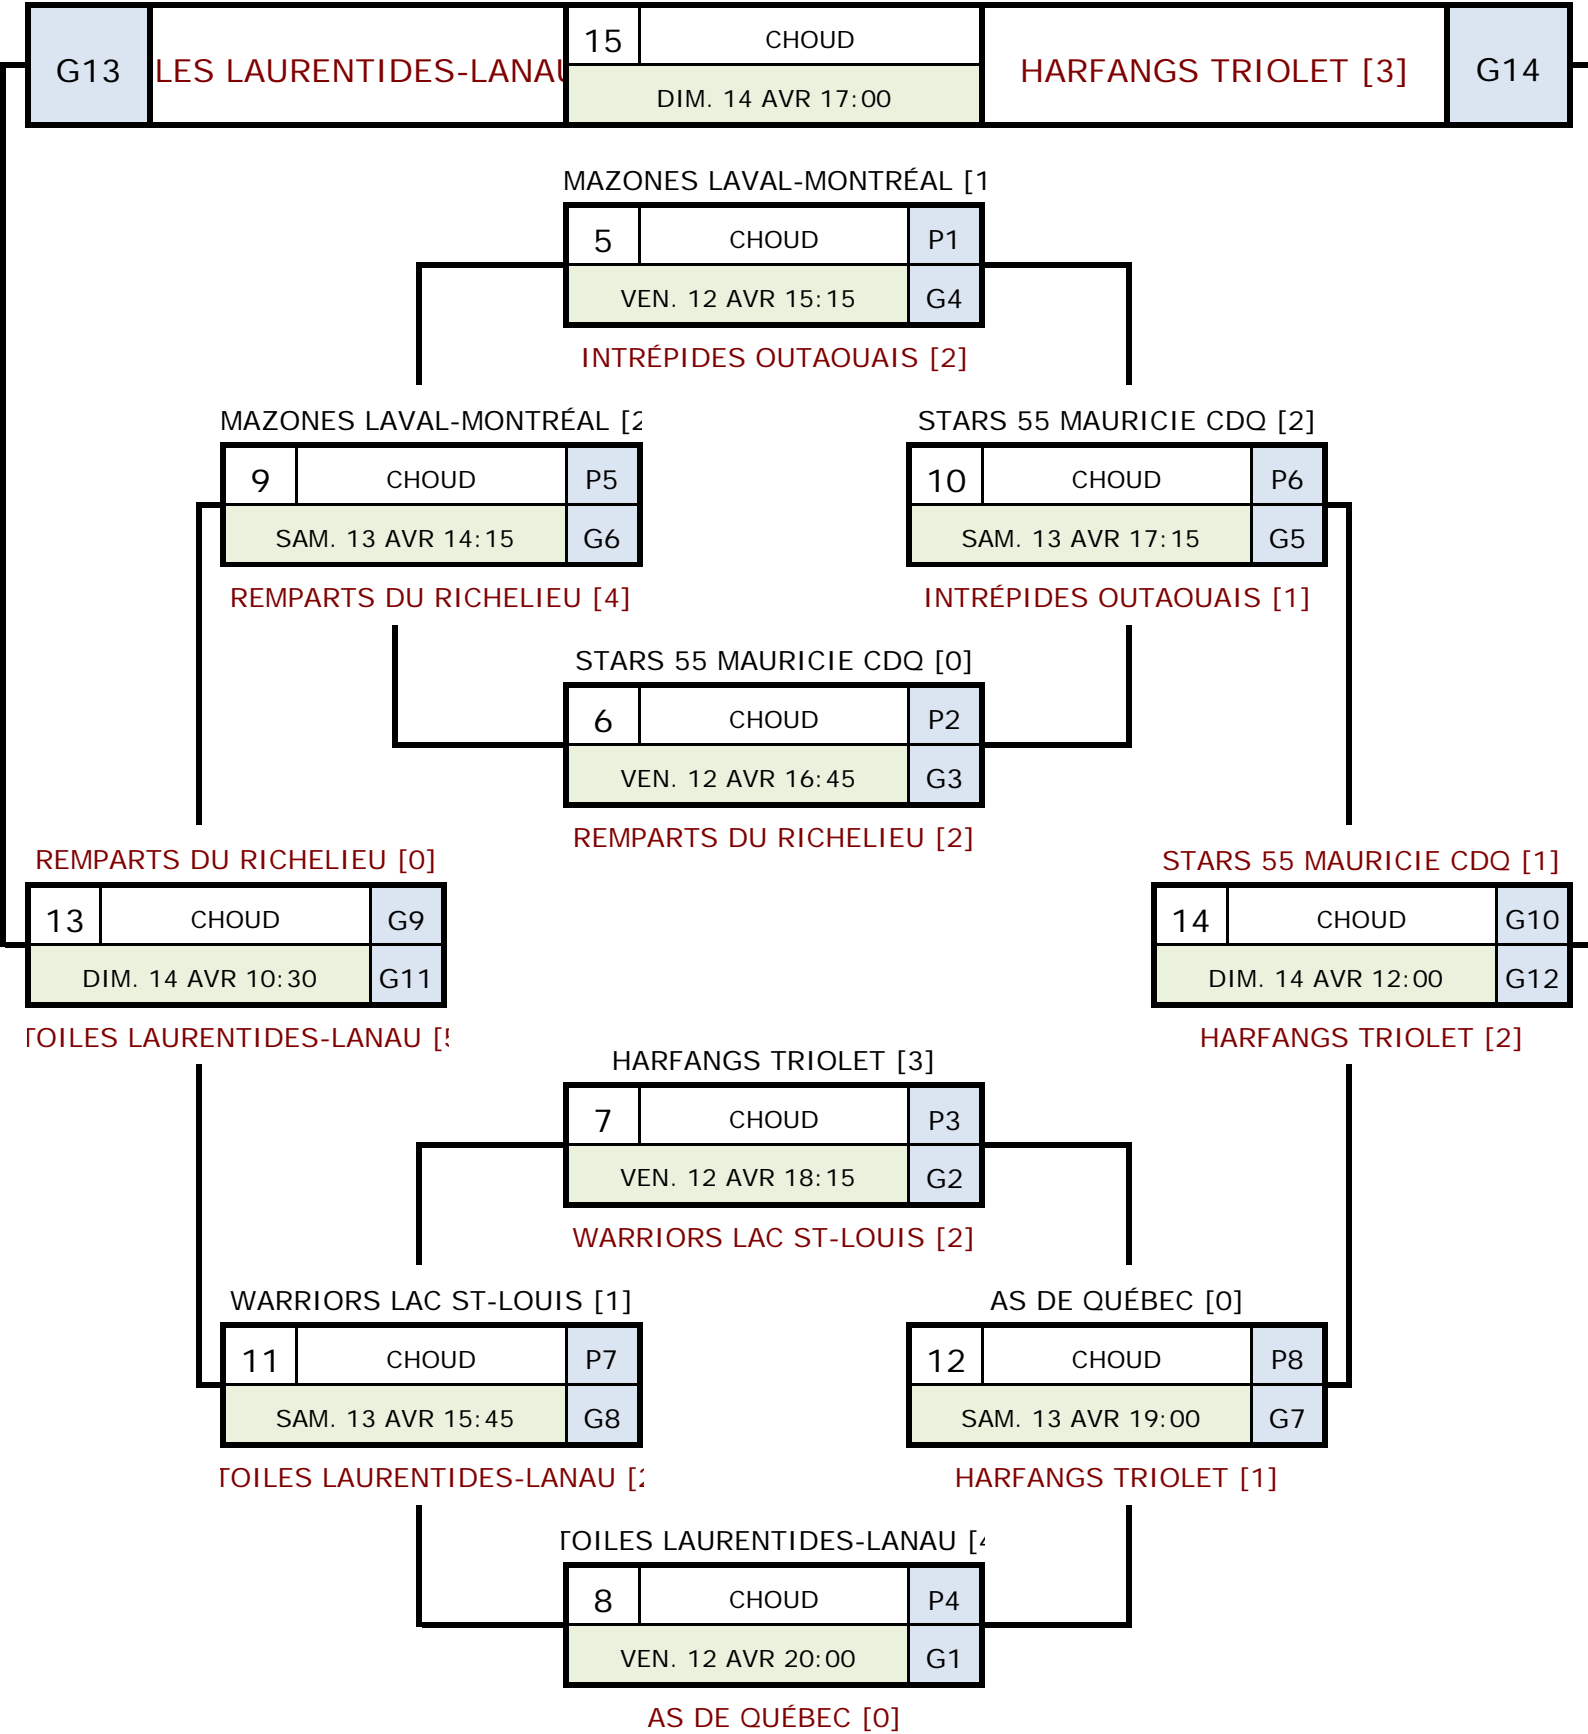 G13 LES LAURENTIDES-LANAU 15 CHOUD HARFANGS TRIOLET [3] G14
DIM. 14 AVR 17:00
MAZONES LAVAL-MONTRÉAL [1
5 CHOUD P1
VEN. 12 AVR 15:15 G4
INTRÉPIDES OUTAOUAIS [2]
MAZONES LAVAL-MONTRÉAL [2 STARS 55 MAURICIE CDQ [2]
9 CHOUD P5 10 CHOUD P6
SAM. 13 AVR 14:15 G6 SAM. 13 AVR 17:15 G5
REMPARTS DU RICHELIEU [4] INTRÉPIDES OUTAOUAIS [1]
STARS 55 MAURICIE CDQ [0]
6 CHOUD P2
VEN. 12 AVR 16:45 G3
REMPARTS DU RICHELIEU [2]
REMPARTS DU RICHELIEU [0] STARS 55 MAURICIE CDQ [1]
13 CHOUD G9 14 CHOUD G10
DIM. 14 AVR 10:30 G11 DIM. 14 AVR 12:00 G12
TOILES LAURENTIDES-LANAU [5 HARFANGS TRIOLET [2]
HARFANGS TRIOLET [3]
7 CHOUD P3
VEN. 12 AVR 18:15 G2
WARRIORS LAC ST-LOUIS [2]
WARRIORS LAC ST-LOUIS [1] AS DE QUÉBEC [0]
11 CHOUD P7 12 CHOUD P8
SAM. 13 AVR 15:45 G8 SAM. 13 AVR 19:00 G7
TOILES LAURENTIDES-LANAU [2 HARFANGS TRIOLET [1]
TOILES LAURENTIDES-LANAU [4
8 CHOUD P4
VEN. 12 AVR 20:00 G1
AS DE QUÉBEC [0]